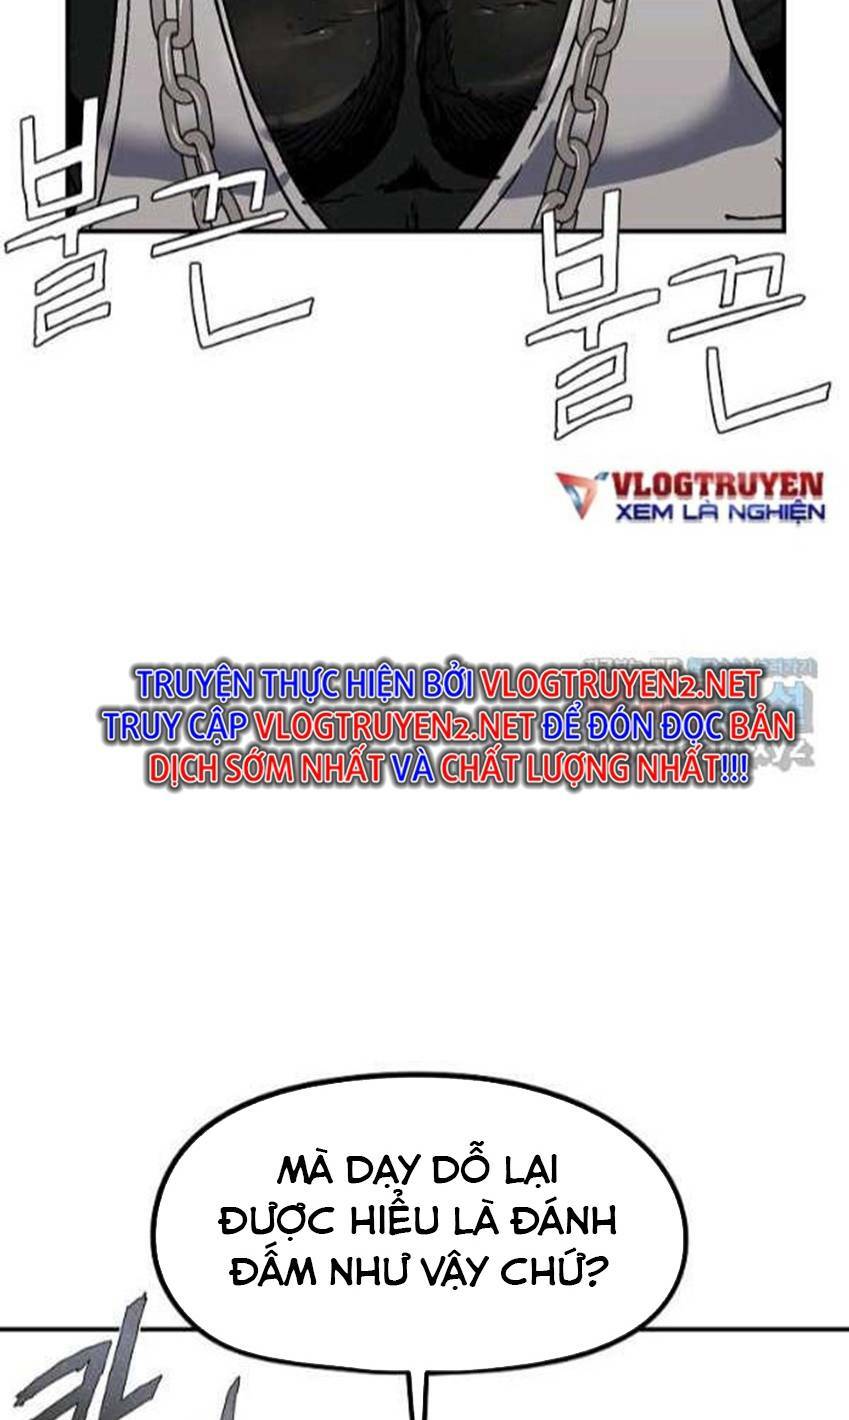 불끈
불끈
VLOGTRUYEN
XEM LÀ NGHIỆN
TRUYỆN THỰC HIỆN BỞI VLOGTRUYEN2.NET
TRUY CẬP VLOGTRUYEN2.NET ĐỂ ĐÓN ĐỌC BẢN
DỊCH SỚM NHẤT VÀ CHẤT LƯỢNG NHẤT!!!
MÀ DẠY DỖ LẠI
ĐƯỢC HIỂU LÀ ĐÁNH
ĐẤM NHƯ VẬY CHỨ?